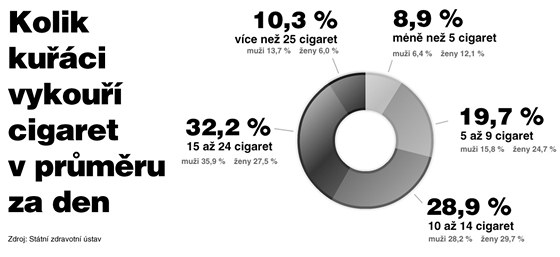 Kolik
kuřáci
vykouří
cigaret
v průměru
za den
Zdroj: Státní zdravotní ústav
10,3 %
více než 25 cigaret
muži 13,7 % ženy 6,0 %
8,9 %
méně než 5 cigaret
muži 6,4 % ženy 12,1 %
19,7 %
5 až 9 cigaret
muži 15,8 % ženy 24,7 %
28,9 %
10 až 14 cigaret
muži 28,2 % ženy 29,7 %
32,2 %
15 až 24 cigaret
muži 35,9 % ženy 27,5 %